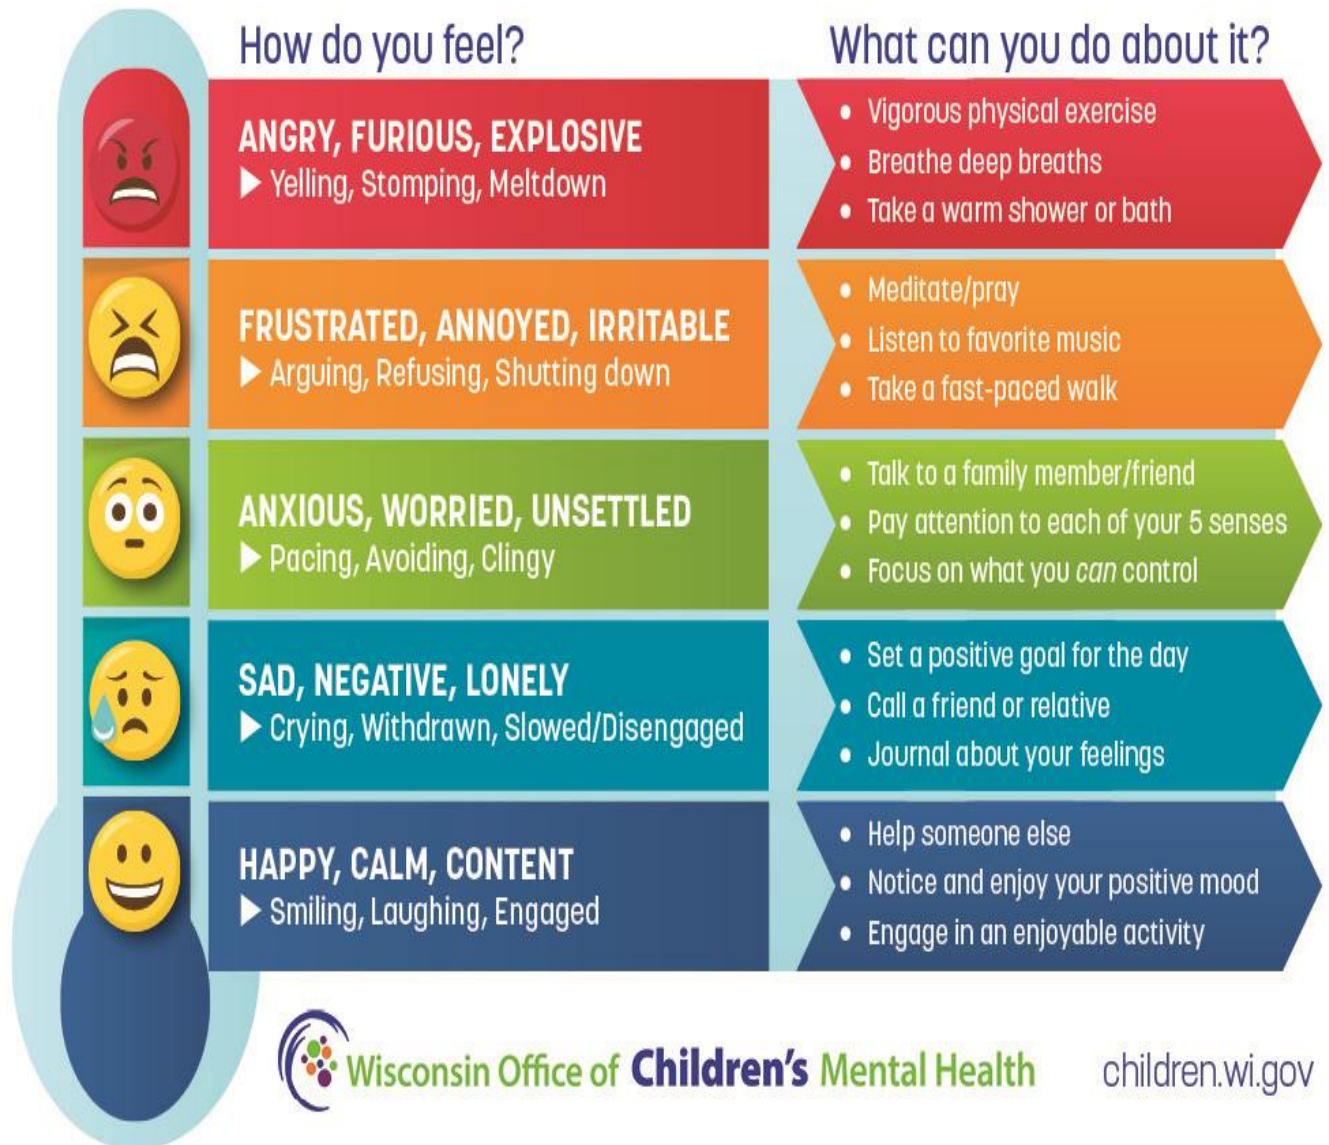 How do you feel?
What can you do about it?
ANGRY, FURIOUS, EXPLOSIVE
▶ Yelling, Stomping, Meltdown
• Vigorous physical exercise
• Breathe deep breaths
• Take a warm shower or bath
FRUSTRATED, ANNOYED, IRRITABLE
▶ Arguing, Refusing, Shutting down
• Meditate/pray
• Listen to favorite music
• Take a fast-paced walk
ANXIOUS, WORRIED, UNSETTLED
▶ Pacing, Avoiding, Clingy
• Talk to a family member/friend
• Pay attention to each of your 5 senses
• Focus on what you can control
SAD, NEGATIVE, LONELY
▶ Crying, Withdrawn, Slowed/Disengaged
• Set a positive goal for the day
• Call a friend or relative
• Journal about your feelings
HAPPY, CALM, CONTENT
▶ Smiling, Laughing, Engaged
• Help someone else
• Notice and enjoy your positive mood
• Engage in an enjoyable activity
Wisconsin Office of Children's Mental Health
children.wi.gov